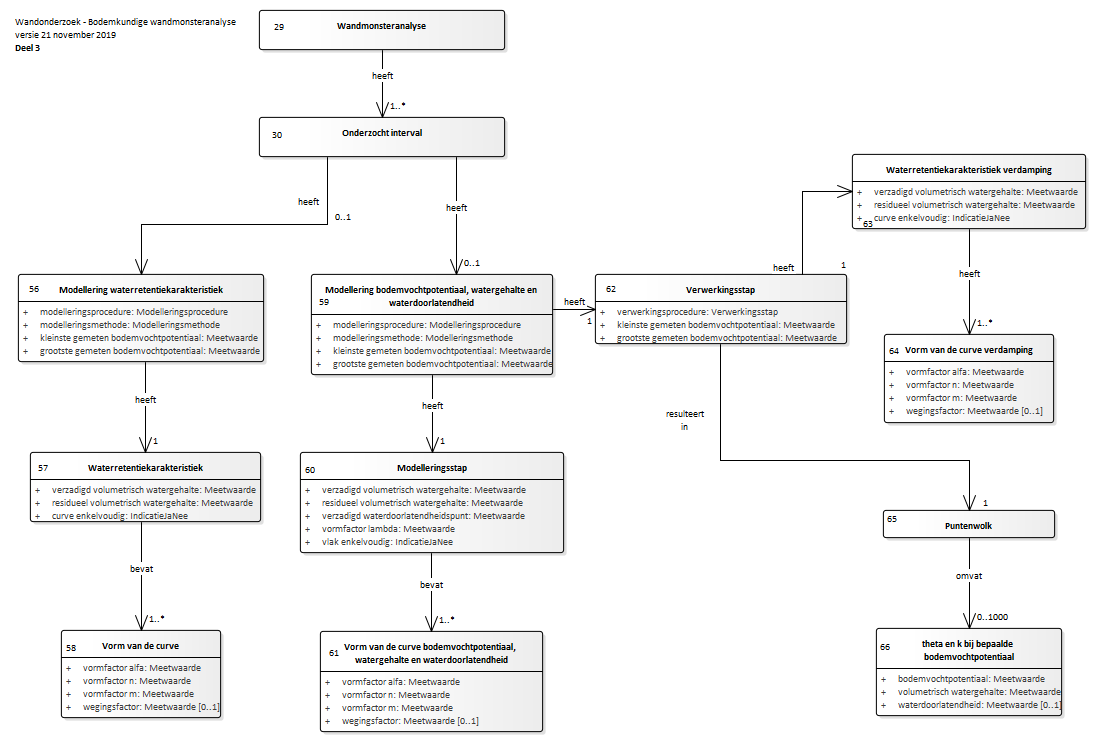 Wandonderzoek - Bodemkundige wandmonsteranalyse
versie 21 november 2019
Deel 3
29 Wandmonsteranalyse
heeft
1..*
30 Onderzocht interval
heeft
0..1
heeft
0..1
56 Modellering waterretentiekarakteristiek
+ modelleringsprocedure: Modelleringsprocedure
+ modelleringsmethode: Modelleringsmethode
+ kleinste gemeten bodemvochtpotentiaal: Meetwaarde
+ grootste gemeten bodemvochtpotentiaal: Meetwaarde
heeft
1
57 Waterretentiekarakteristiek
+ verzadigd volumetrisch watergehalte: Meetwaarde
+ residueel volumetrisch watergehalte: Meetwaarde
+ curve enkelvoudig: IndicatieJaNee
bevat
1..*
58 Vorm van de curve
+ vormfactor alfa: Meetwaarde
+ vormfactor n: Meetwaarde
+ vormfactor m: Meetwaarde
+ wegingsfactor: Meetwaarde [0..1]
59 Modellering bodemvochtpotentiaal, watergehalte en
waterdoorlatendheid
+ modelleringsprocedure: Modelleringsprocedure
+ modelleringsmethode: Modelleringsmethode
+ kleinste gemeten bodemvochtpotentiaal: Meetwaarde
+ grootste gemeten bodemvochtpotentiaal: Meetwaarde
heeft
1
60 Modelleringsstap
+ verzadigd volumetrisch watergehalte: Meetwaarde
+ residueel volumetrisch watergehalte: Meetwaarde
+ verzadigd waterdoorlatendheidspunt: Meetwaarde
+ vormfactor lambda: Meetwaarde
+ vlak enkelvoudig: IndicatieJaNee
bevat
1..*
61 Vorm van de curve bodemvochtpotentiaal,
watergehalte en waterdoorlatendheid
+ vormfactor alfa: Meetwaarde
+ vormfactor n: Meetwaarde
+ vormfactor m: Meetwaarde
+ wegingsfactor: Meetwaarde [0..1]
heeft
1
62 Verwerkingsstap
+ verwerkingsprocedure: Verwerkingsstap
+ kleinste gemeten bodemvochtpotentiaal: Meetwaarde
+ grootste gemeten bodemvochtpotentiaal: Meetwaarde
heeft
1
Waterretentiekarakteristiek verdamping
+ verzadigd volumetrisch watergehalte: Meetwaarde
+ residueel volumetrisch watergehalte: Meetwaarde
+ curve enkelvoudig: IndicatieJaNee
63
heeft
1..*
64 Vorm van de curve verdamping
+ vormfactor alfa: Meetwaarde
+ vormfactor n: Meetwaarde
+ vormfactor m: Meetwaarde
+ wegingsfactor: Meetwaarde [0..1]
resulteert
in
1
65 Puntenwolk
omvat
0..1000
66 theta en k bij bepaalde
bodemvochtpotentiaal
+ bodemvochtpotentiaal: Meetwaarde
+ volumetrisch watergehalte: Meetwaarde
+ waterdoorlatendheid: Meetwaarde [0..1]